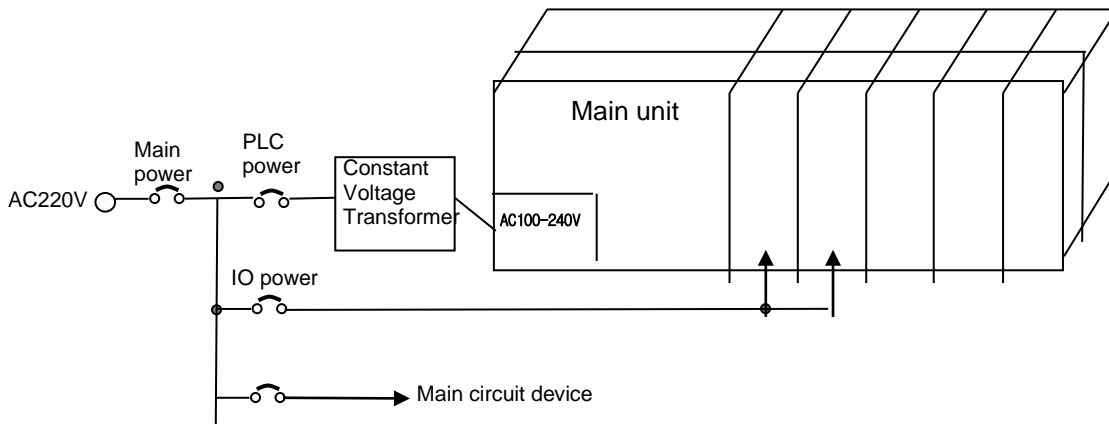 Main unit
Main
power
PLC
power
Constant
Voltage
Transformer
AC220V
AC100-240V
IO power
Main circuit device